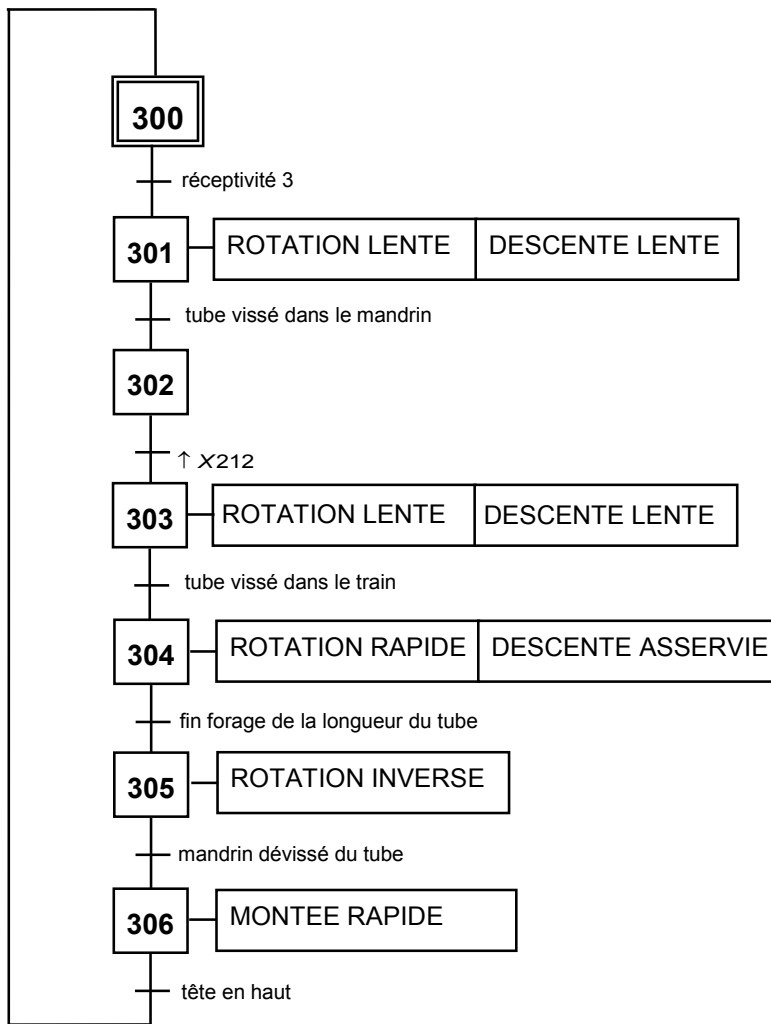 300
réceptivité 3
301 ROTATION LENTE DESCENTE LENTE
tube vissé dans le mandrin
302
↑ X212
303 ROTATION LENTE DESCENTE LENTE
tube vissé dans le train
304 ROTATION RAPIDE DESCENTE ASSERVIE
fin forage de la longueur du tube
305 ROTATION INVERSE
mandrin dévissé du tube
306 MONTEE RAPIDE
tête en haut